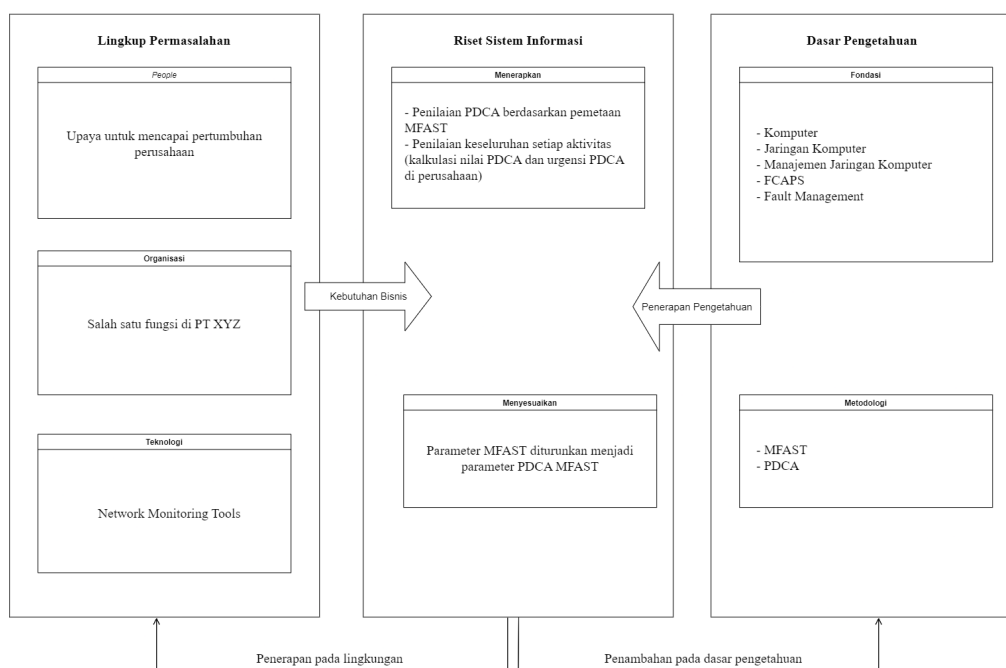 Lingkup Permasalahan
People
Upaya untuk mencapai pertumbuhan
perusahaan
Organisasi
Salah satu fungsi di PT XYZ
Teknologi
Network Monitoring Tools
Kebutuhan Bisnis
Riset Sistem Informasi
Menerapkan
- Penilaian PDCA berdasarkan pemetaan
MFAST
- Penilaian keseluruhan setiap aktivitas
(kalkulasi nilai PDCA dan urgensi PDCA
di perusahaan)
Menyesuaikan
Parameter MFAST diturunkan menjadi
parameter PDCA MFAST
Penerapan Pengetahuan
Dasar Pengetahuan
Fondasi
- Komputer
- Jaringan Komputer
- Manajemen Jaringan Komputer
- FCAPS
- Fault Management
Metodologi
- MFAST
- PDCA
Penerapan pada lingkungan
Penambahan pada dasar pengetahuan